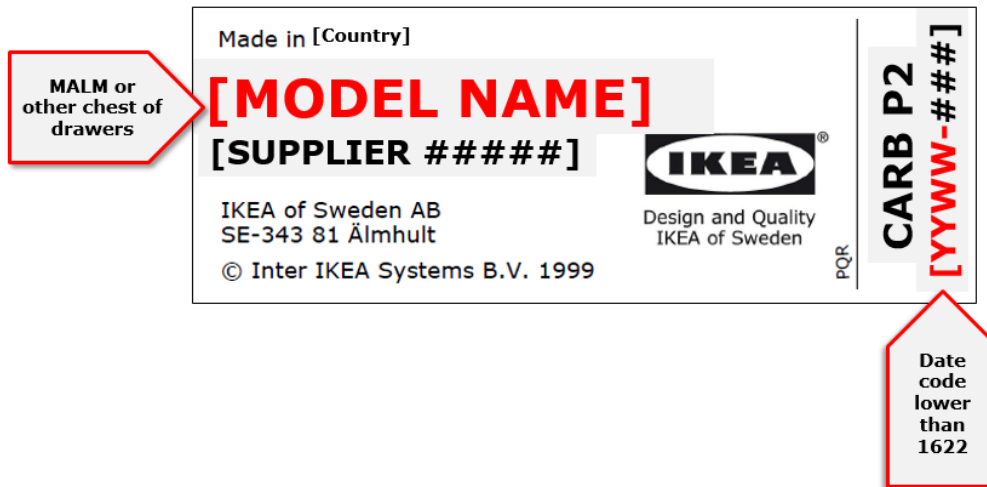 Made in [Country]
MALM or
other chest of
drawers
[MODEL NAME]
[SUPPLIER #####]
IKEA®
IKEA of Sweden AB
SE-343 81 Älmhult
© Inter IKEA Systems B.V. 1999
Design and Quality
IKEA of Sweden
PQR
CARB P2
[YYWW-###]
Date
code
lower
than
1622